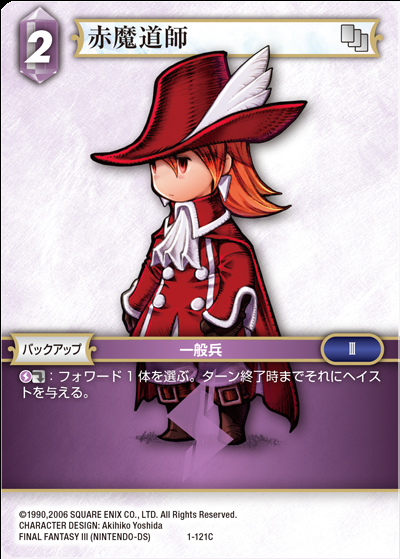 2
赤魔道師
バックアップ
一般兵
III
：フォワード1体を選ぶ。ターン終了時までそれにヘイス
トを与える。
©1990,2006 SQUARE ENIX CO., LTD. All Rights Reserved.
CHARACTER DESIGN: Akihiko Yoshida
FINAL FANTASY III (NINTENDO-DS)
1-121C